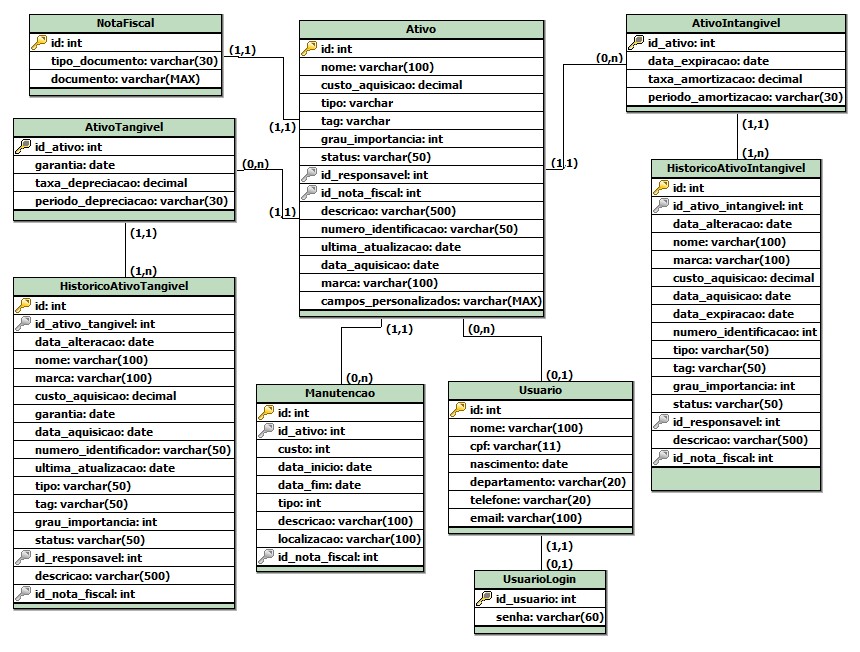 NotaFiscal
id: int
tipo_documento: varchar(30)
documento: varchar(MAX)
(1,1)
(1,1)
Ativo
id: int
nome: varchar(100)
custo_aquisicao: decimal
tipo: varchar
tag: varchar
grau_importancia: int
status: varchar(50)
id_responsavel: int
id_nota_fiscal: int
descricao: varchar(500)
numero_identificacao: varchar(50)
ultima_atualizacao: date
data_aquisicao: date
marca: varchar(100)
campos_personalizados: varchar(MAX)
(0,n)
(1,1)
AtivoIntangivel
id_ativo: int
data_expiracao: date
taxa_amortizacao: decimal
periodo_amortizacao: varchar(30)
(1,1)
(1,n)
AtivoTangivel
id_ativo: int
garantia: date
taxa_depreciacao: decimal
periodo_depreciacao: varchar(30)
(0,n)
(1,1)
(1,1)
(1,n)
HistoricoAtivoIntangivel
id: int
id_ativo_intangivel: int
data_alteracao: date
nome: varchar(100)
marca: varchar(100)
custo_aquisicao: decimal
data_aquisicao: date
data_expiracao: date
numero_identificacao: int
tipo: varchar(50)
tag: varchar(50)
grau_importancia: int
status: varchar(50)
id_responsavel: int
descricao: varchar(500)
id_nota_fiscal: int
HistoricoAtivoTangivel
id: int
id_ativo_tangivel: int
data_alteracao: date
nome: varchar(100)
marca: varchar(100)
custo_aquisicao: decimal
garantia: date
data_aquisicao: date
numero_identificador: varchar(50)
ultima_atualizacao: date
tipo: varchar(50)
tag: varchar(50)
grau_importancia: int
status: varchar(50)
id_responsavel: int
descricao: varchar(500)
id_nota_fiscal: int
(1,1)
(0,n)
Manutencao
id: int
id_ativo: int
custo: int
data_inicio: date
data_fim: date
tipo: int
descricao: varchar(100)
localizacao: varchar(100)
id_nota_fiscal: int
(0,n)
(0,1)
Usuario
id: int
nome: varchar(100)
cpf: varchar(11)
nascimento: date
departamento: varchar(20)
telefone: varchar(20)
email: varchar(100)
(1,1)
(0,1)
UsuarioLogin
id_usuario: int
senha: varchar(60)